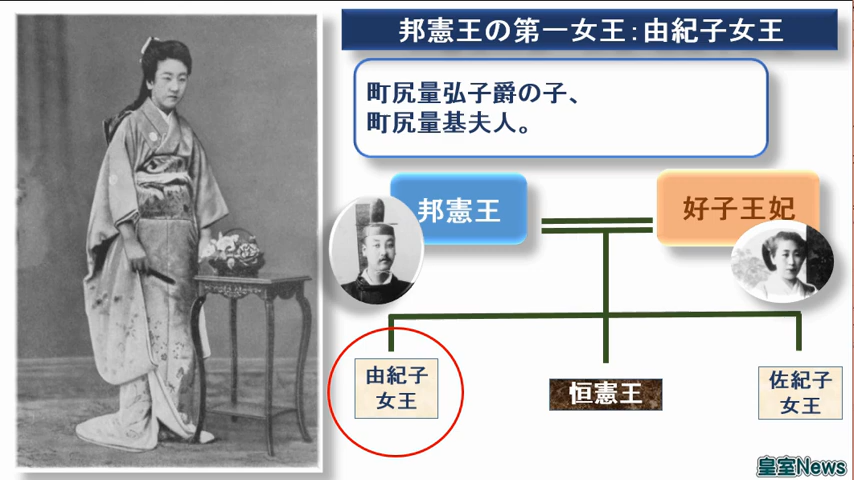 邦憲王の第一女王：由紀子女王
町尻量弘子爵の子、
町尻量基夫人。
邦憲王
好子王妃
由紀子
女王
恒憲王
佐紀子
女王
皇室News